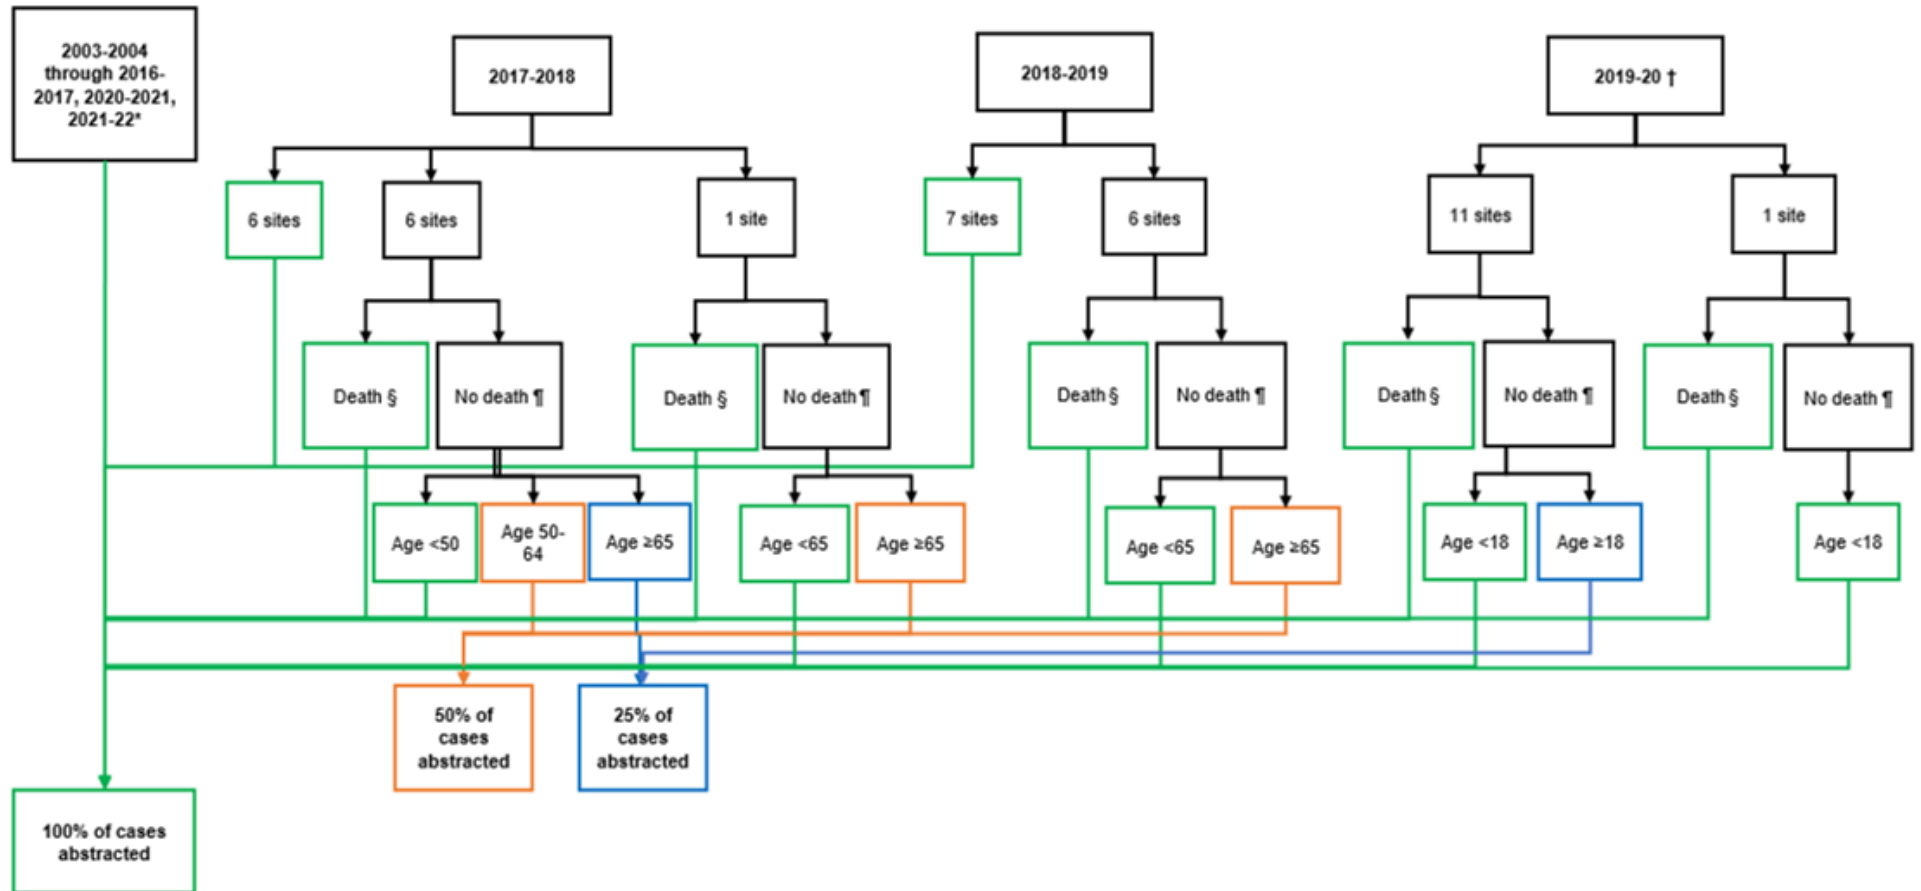 2003-2004
through 2016-
2017, 2020-2021,
2021-22*
2017-2018
2018-2019
2019-20 †
6 sites
6 sites
1 site
7 sites
6 sites
11 sites
1 site
Death §
No death ¶
Death §
No death ¶
Death §
No death ¶
Death §
No death ¶
Death §
No death ¶
Age <50
Age 50-
64
Age ≥65
Age <65
Age ≥65
Age <65
Age ≥65
Age <18
Age ≥18
Age <18
50% of
cases
abstracted
25% of
cases
abstracted
100% of cases
abstracted